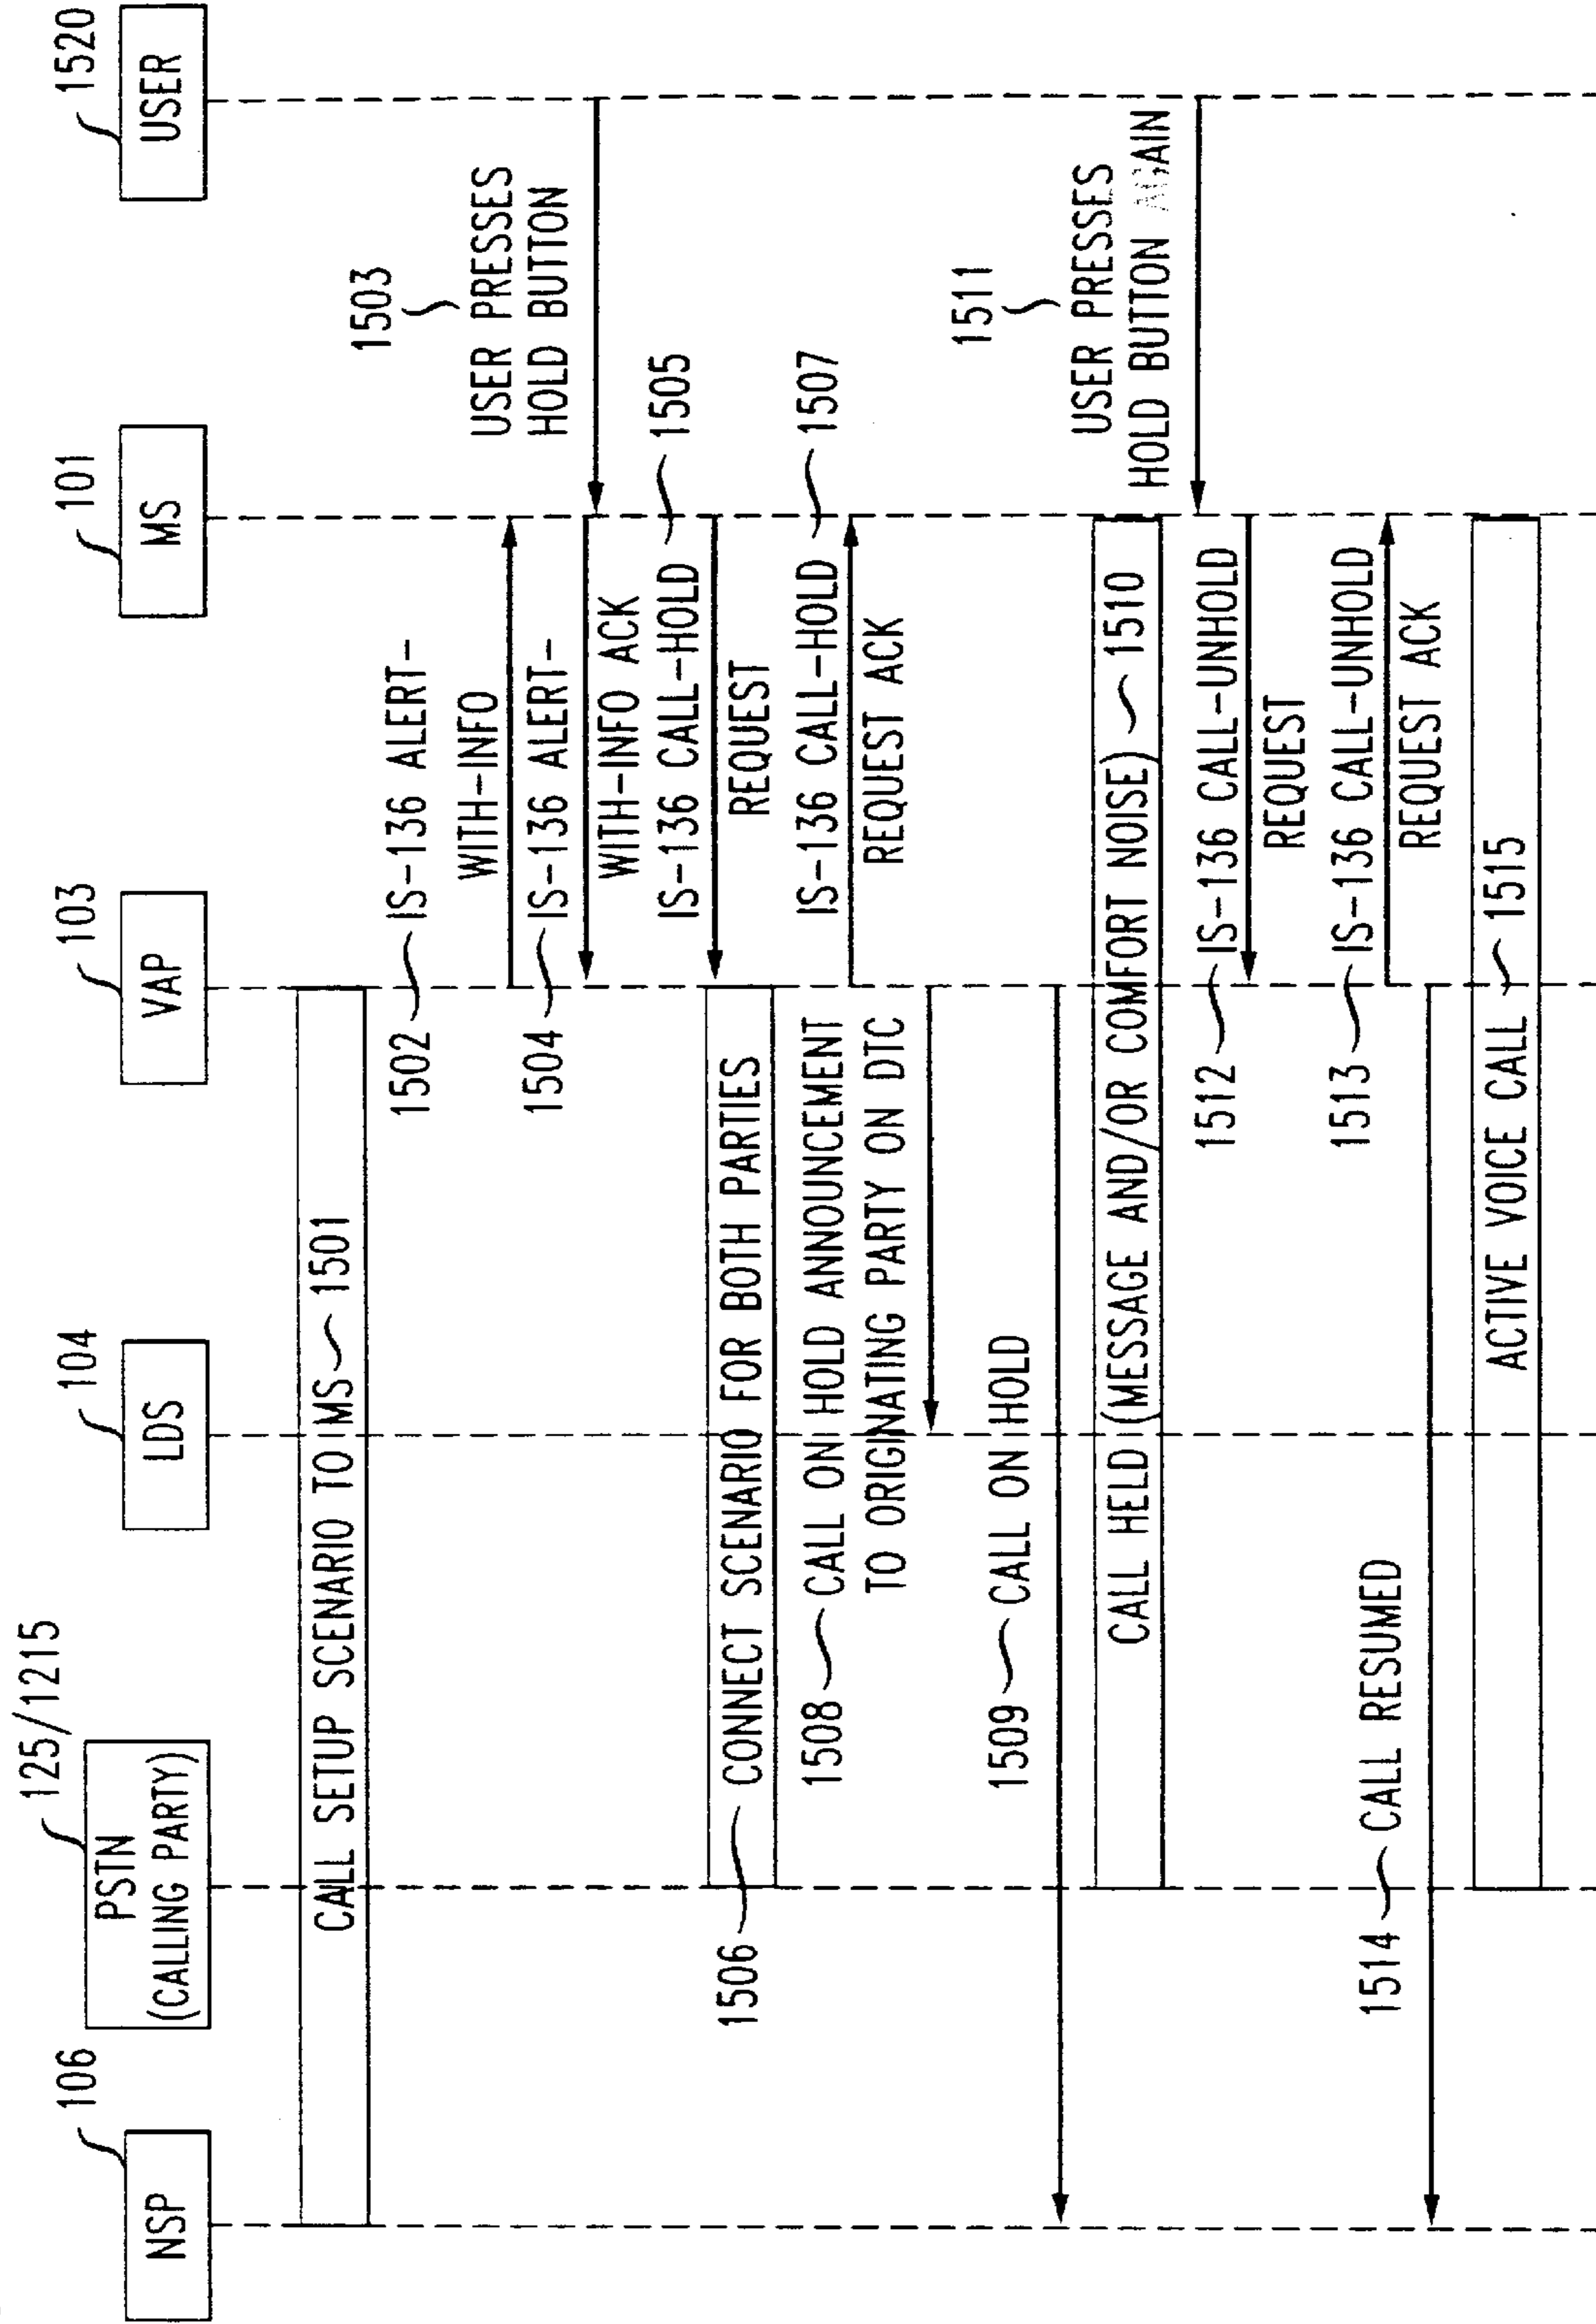 106
NSP
125/1215
PSTN
(CALLING PARTY)
104
LDS
103
VAP
101
MS
1520
USER
CALL SETUP SCENARIO TO MS 1501
1502 IS-136 ALERT-
WITH-INFO
1503
USER PRESSES
HOLD BUTTON
1504 IS-136 ALERT-
WITH-INFO ACK
IS-136 CALL-HOLD 1505
REQUEST
1506 CONNECT SCENARIO FOR BOTH PARTIES
IS-136 CALL-HOLD 1507
REQUEST ACK
1508 CALL ON HOLD ANNOUNCEMENT
TO ORIGINATING PARTY ON DTC
1509 CALL ON HOLD
CALL HELD (MESSAGE AND/OR COMFORT NOISE) 1510
1511
USER PRESSES
HOLD BUTTON AGAIN
1512 IS-136 CALL-UNHOLD
REQUEST
1513 IS-136 CALL-UNHOLD
REQUEST ACK
1514 CALL RESUMED
ACTIVE VOICE CALL 1515